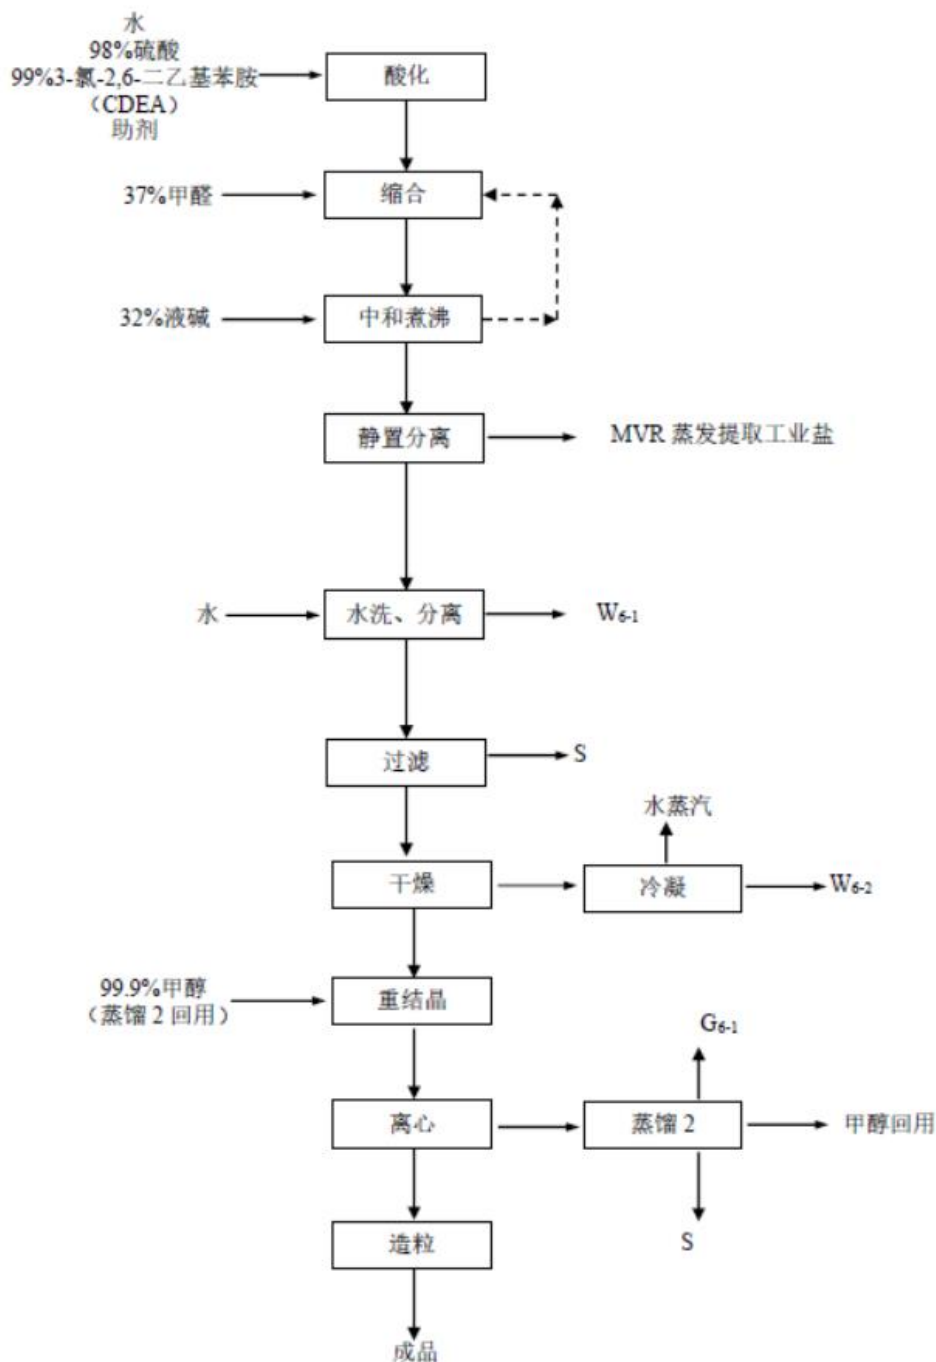 水
98%硫酸
99%3-氯-2,6-二乙基苯胺
（CDEA）
助剂
酸化
37%甲醛
缩合
32%液碱
中和煮沸
静置分离
MVR 蒸发提取工业盐
水
水洗、分离
W6-1
过滤
S
水蒸汽
干燥
冷凝
W6-2
99.9%甲醇
（蒸馏 2 回用）
重结晶
G6-1
离心
蒸馏 2
甲醇回用
造粒
S
成品